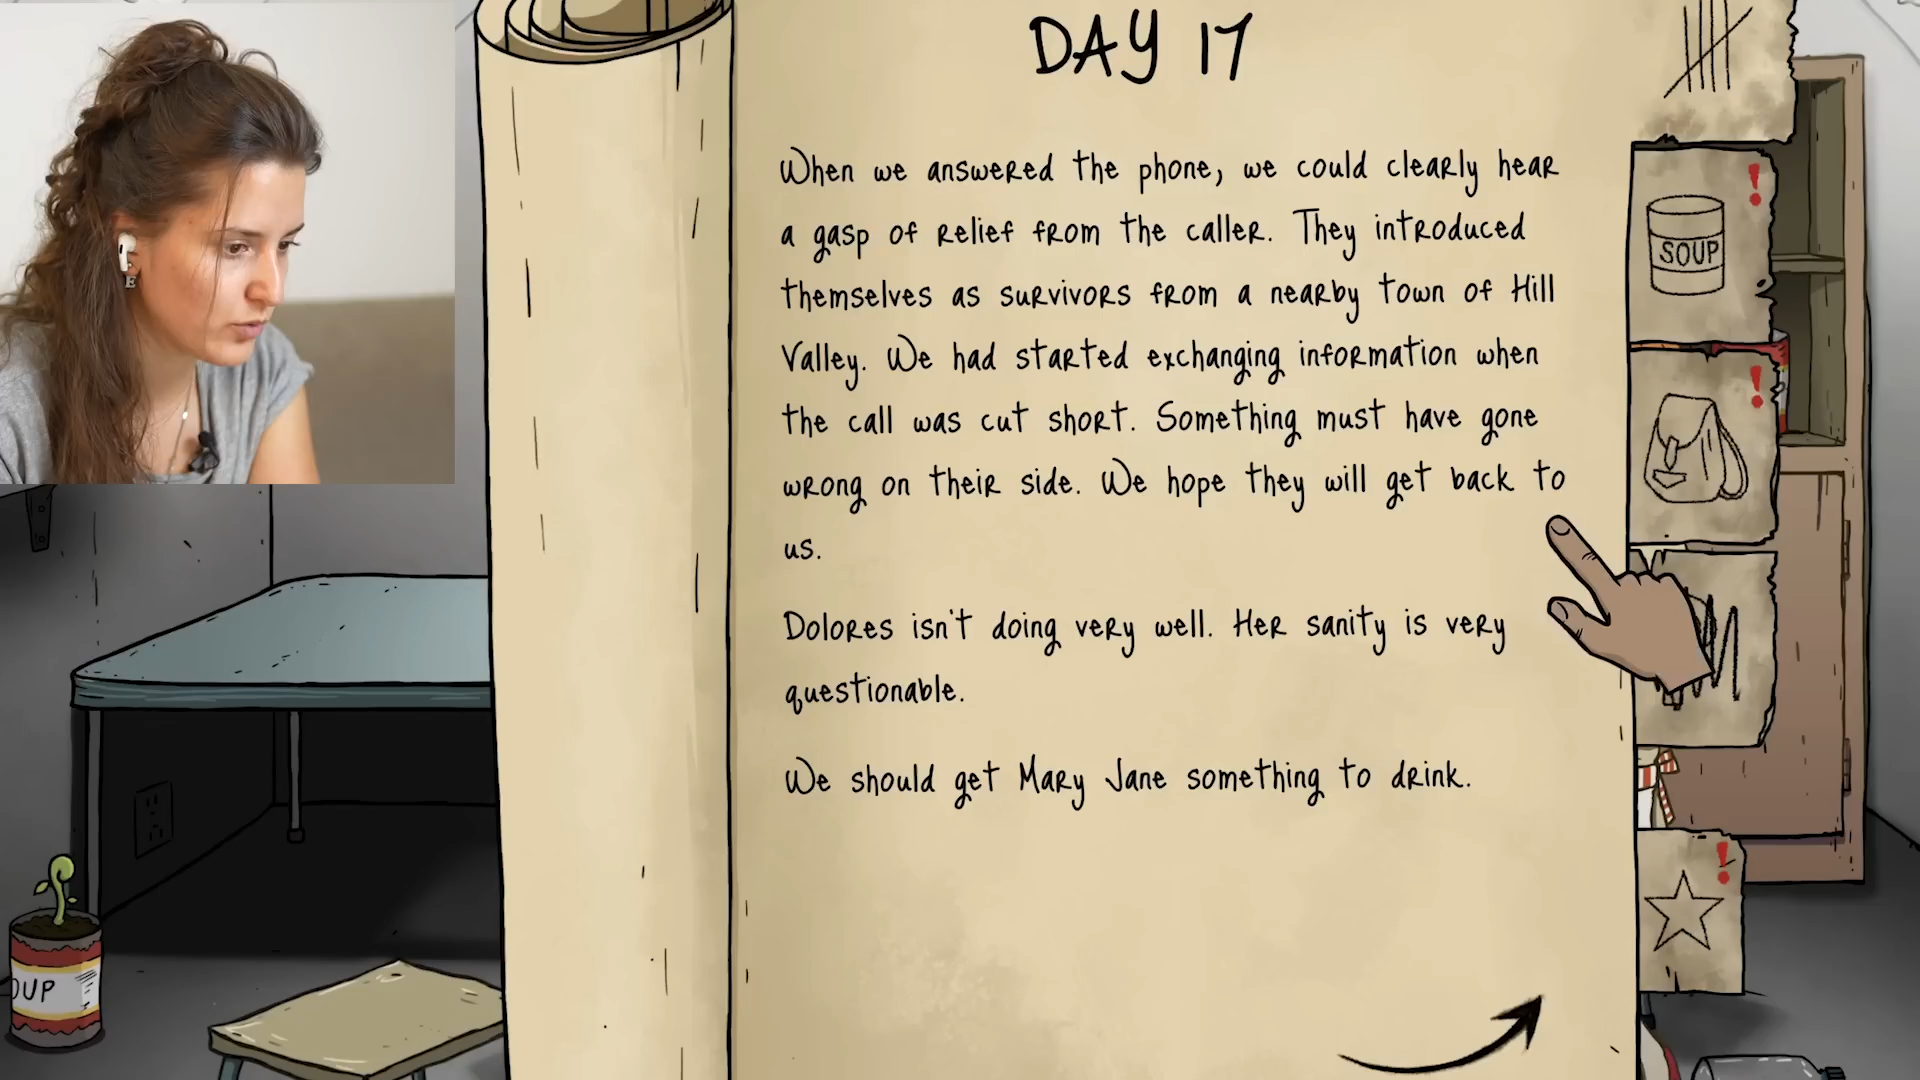 DAY 17
When we answered the phone, we could clearly hear
a gasp of relief from the caller. They introduced
themselves as survivors from a nearby town of Hill
Valley. We had started exchanging information when
the call was cut short. Something must have gone
wrong on their side. We hope they will get back to
us.
Dolores isn't doing very well. Her sanity is very
questionable.
We should get Mary Jane something to drink.
!
SOUP
!
!
OUP
E